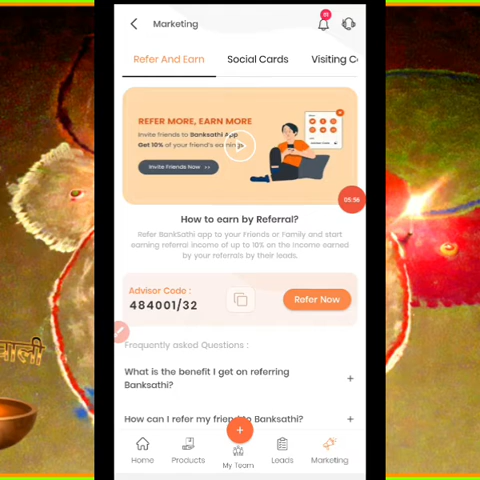 Marketing
51
Refer And Earn
Social Cards
Visiting C
REFER MORE, EARN MORE
Invite friends to Banksathi App
Get 10% of your friend's earnings
Invite Friends Now >>
05:56
How to earn by Referral?
Refer BankSathi app to your Friends or Family and start
earning referral income of up to 10% on the Income earned
by your referrals by their leads.
Advisor Code :
484001/32
Refer Now
Frequently asked Questions :
What is the benefit I get on referring
Banksathi?
How can I refer my friend to Banksathi?
Home
Products
My Team
Leads
Marketing